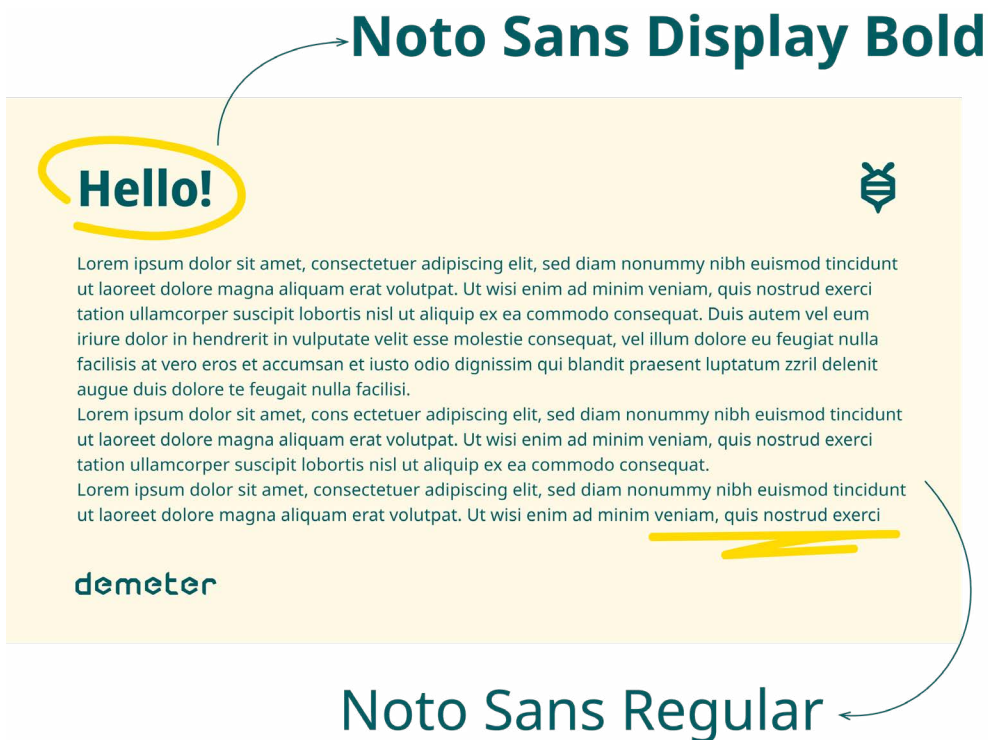 Noto Sans Display Bold
Hello!
Lorem ipsum dolor sit amet, consectetuer adipiscing elit, sed diam nonummy nibh euismod tincidunt
ut laoreet dolore magna aliquam erat volutpat. Ut wisi enim ad minim veniam, quis nostrud exerci
tation ullamcorper suscipit lobortis nisl ut aliquip ex ea commodo consequat. Duis autem vel eum
iriure dolor in hendrerit in vulputate velit esse molestie consequat, vel illum dolore eu feugiat nulla
facilisis at vero eros et accumsan et iusto odio dignissim qui blandit praesent luptatum zzril delenit
augue duis dolore te feugait nulla facilisi.
Lorem ipsum dolor sit amet, cons ectetuer adipiscing elit, sed diam nonummy nibh euismod tincidunt
ut laoreet dolore magna aliquam erat volutpat. Ut wisi enim ad minim veniam, quis nostrud exerci
tation ullamcorper suscipit lobortis nisl ut aliquip ex ea commodo consequat.
Lorem ipsum dolor sit amet, consectetuer adipiscing elit, sed diam nonummy nibh euismod tincidunt
ut laoreet dolore magna aliquam erat volutpat. Ut wisi enim ad minim veniam, quis nostrud exerci
demeter
Noto Sans Regular